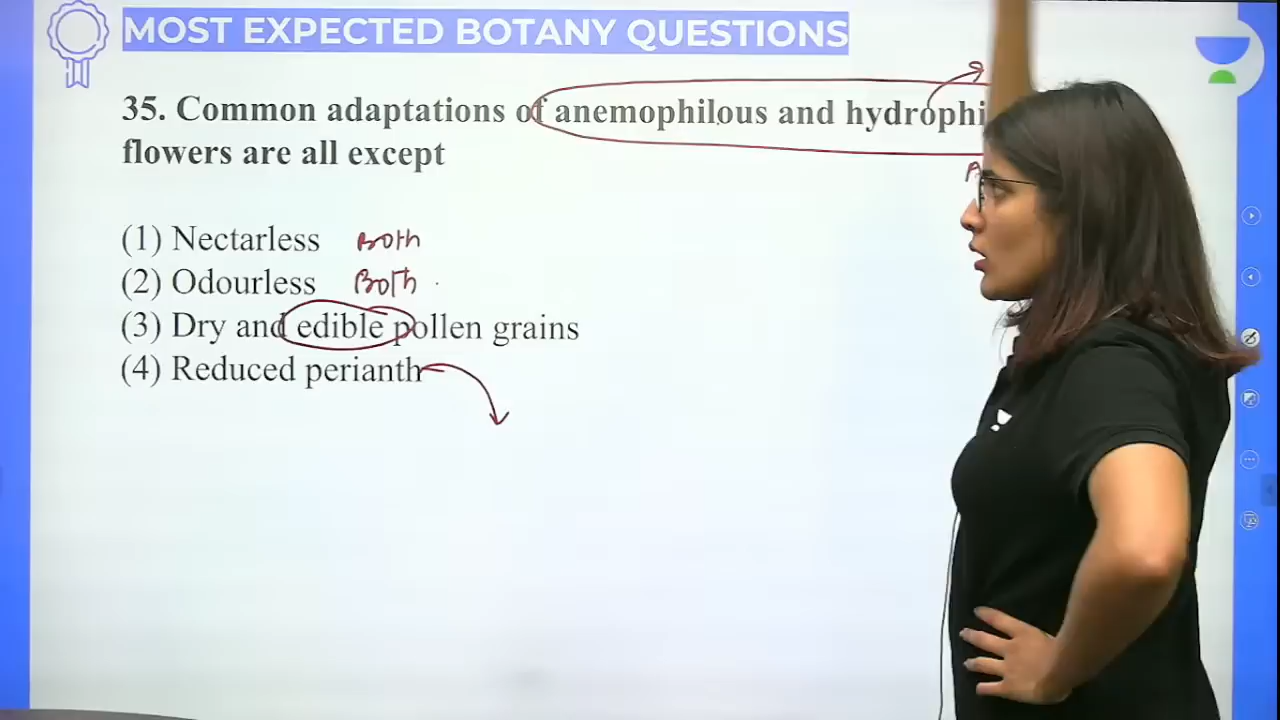 MOST EXPECTED BOTANY QUESTIONS
35. Common adaptations of anemophilous and hydrophi
flowers are all except
(1) Nectarless Both
(2) Odourless Both
(3) Dry and edible pollen grains
(4) Reduced perianth